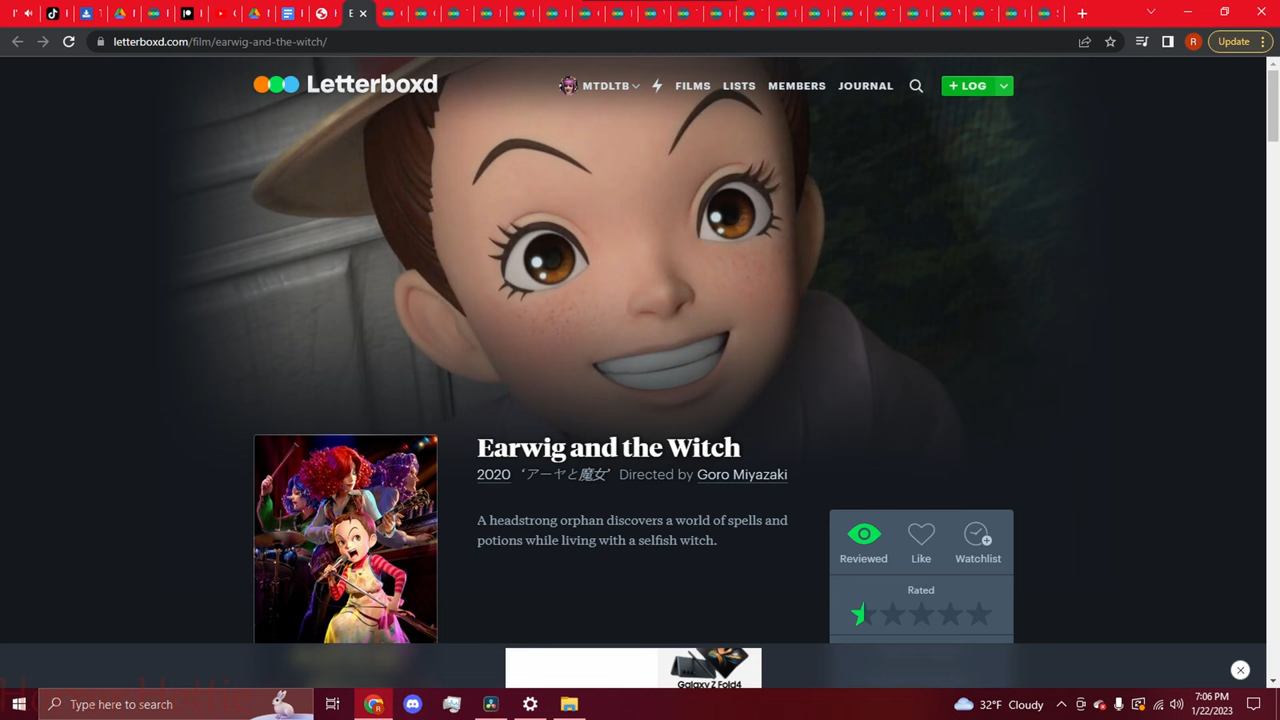 letterboxd.com/film/earwig-and-the-witch/
R
Update
Letterboxd
MTDLTB
FILMS
LISTS
MEMBERS
JOURNAL
+ LOG
Earwig and the Witch
2020 ‘アーヤと魔女’ Directed by Goro Miyazaki
A headstrong orphan discovers a world of spells and
potions while living with a selfish witch.
Reviewed
Like
Watchlist
Rated
Galaxy Z Fold4
Type here to search
32°F Cloudy
7:06 PM
1/22/2023